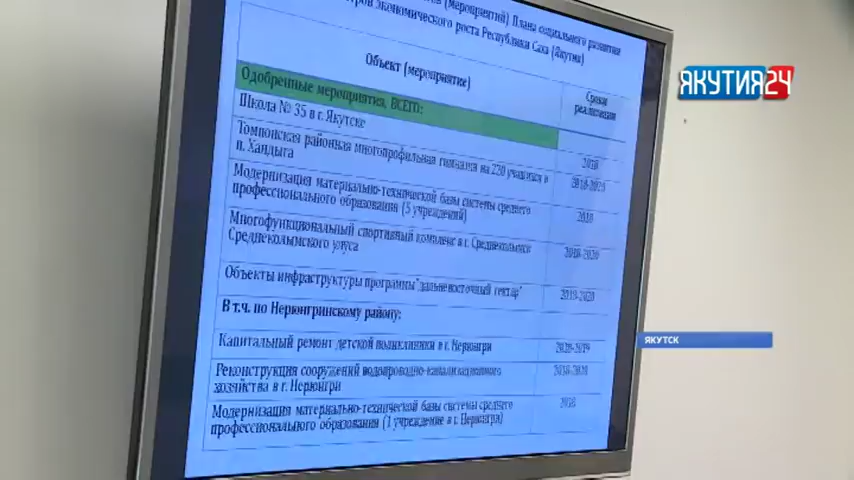 (мероприятий) Плана социального развития
экономического роста Республики Саха (Якутия)
Объект (мероприятие)
Сроки
реализации
Одобренные мероприятия, ВСЕГО:
Школа № 35 в г. Якутске
2018
Томпонская районная многопрофильная гимназия на 220 учащихся в
п. Хандыга
2018-2020
Модернизация материально-технической базы системы среднего
профессионального образования (5 учреждений)
2018
Многофункциональный спортивный комплекс в г. Среднеколымске
Среднеколымского улуса
2018-2020
Объекты инфраструктуры программы "дальневосточный гектар"
2018-2020
В т.ч. по Нерюнгринскому району:
Капитальный ремонт детской поликлиники в г. Нерюнгри
2018-2019
Реконструкция сооружений водопроводно-канализационного
хозяйства в г. Нерюнгри
Модернизация материально-технической базы системы среднего
профессионального образования (1 учреждение в г. Нерюнгри)
2018
ЯКУТИЯ24
ЯКУТСК